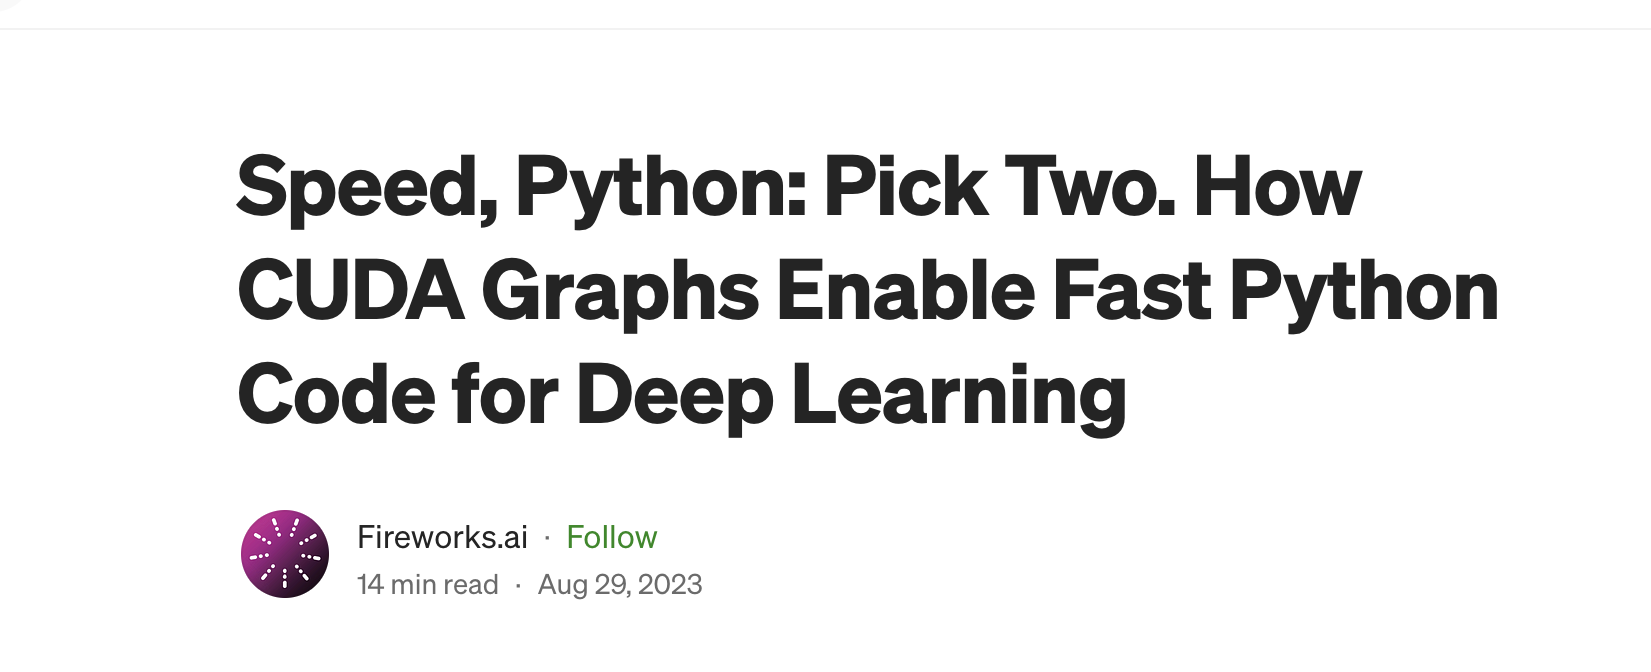 Speed, Python: Pick Two. How
CUDA Graphs Enable Fast Python
Code for Deep Learning
Fireworks.ai · Follow
14 min read · Aug 29, 2023